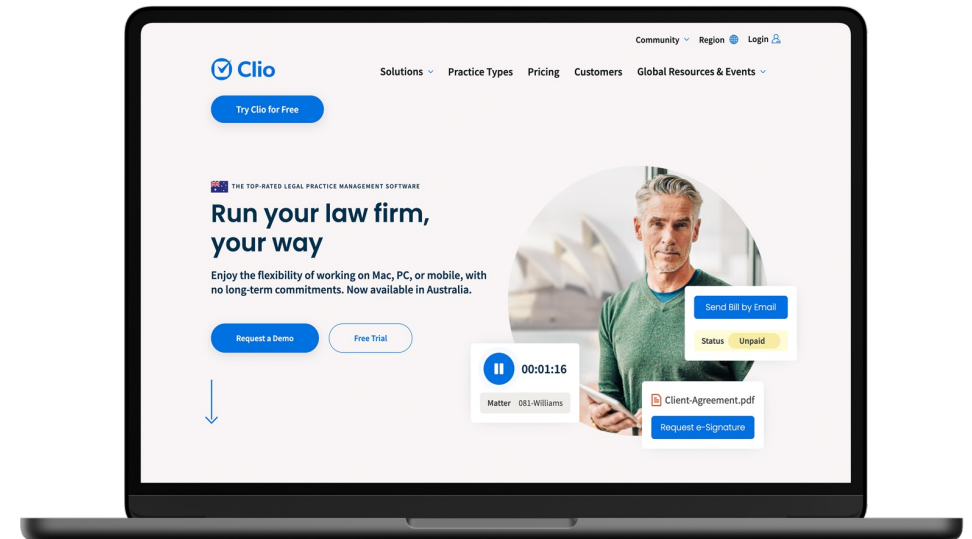 Community Region Login
Clio
Solutions Practice Types Pricing Customers Global Resources & Events
Try Clio for Free
THE TOP-RATED LEGAL PRACTICE MANAGEMENT SOFTWARE
Run your law firm,
your way
Enjoy the flexibility of working on Mac, PC, or mobile, with
no long-term commitments. Now available in Australia.
Request a Demo Free Trial
Send Bill by Email
Status Unpaid
00:01:16
Matter 081-Williams
Client-Agreement.pdf
Request e-Signature